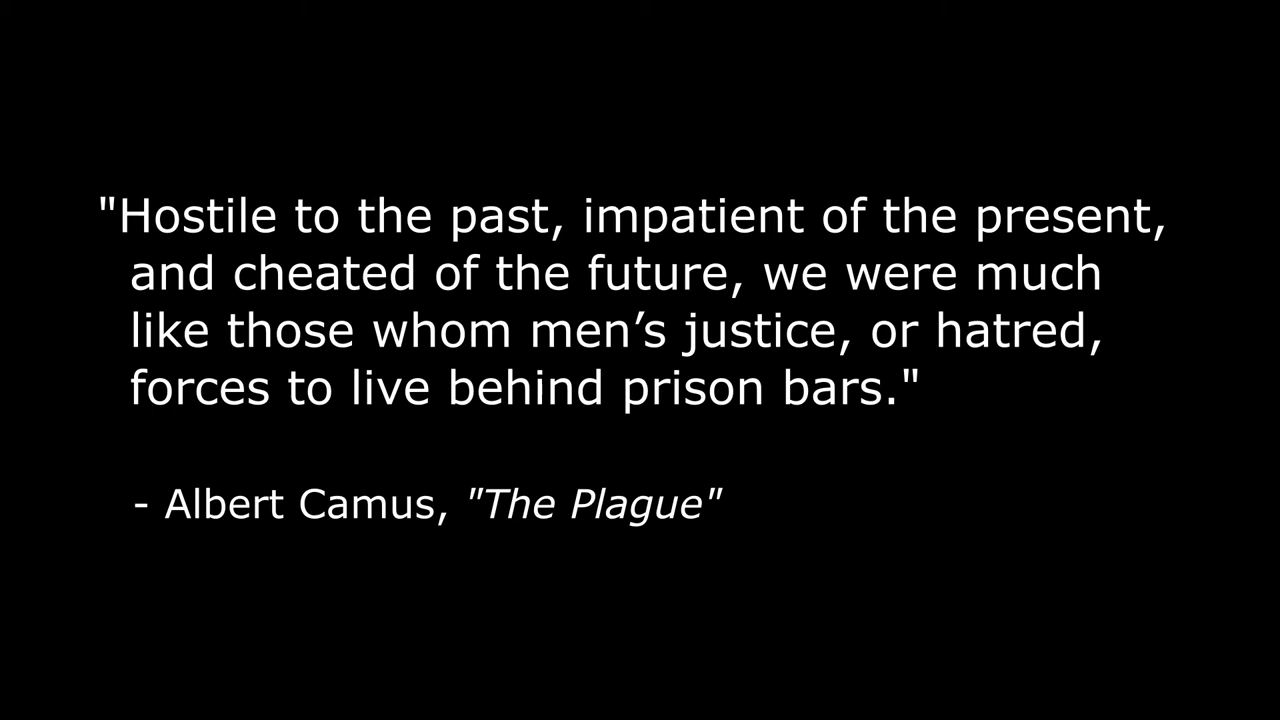 "Hostile to the past, impatient of the present,
and cheated of the future, we were much
like those whom men’s justice, or hatred,
forces to live behind prison bars."
- Albert Camus, "The Plague"